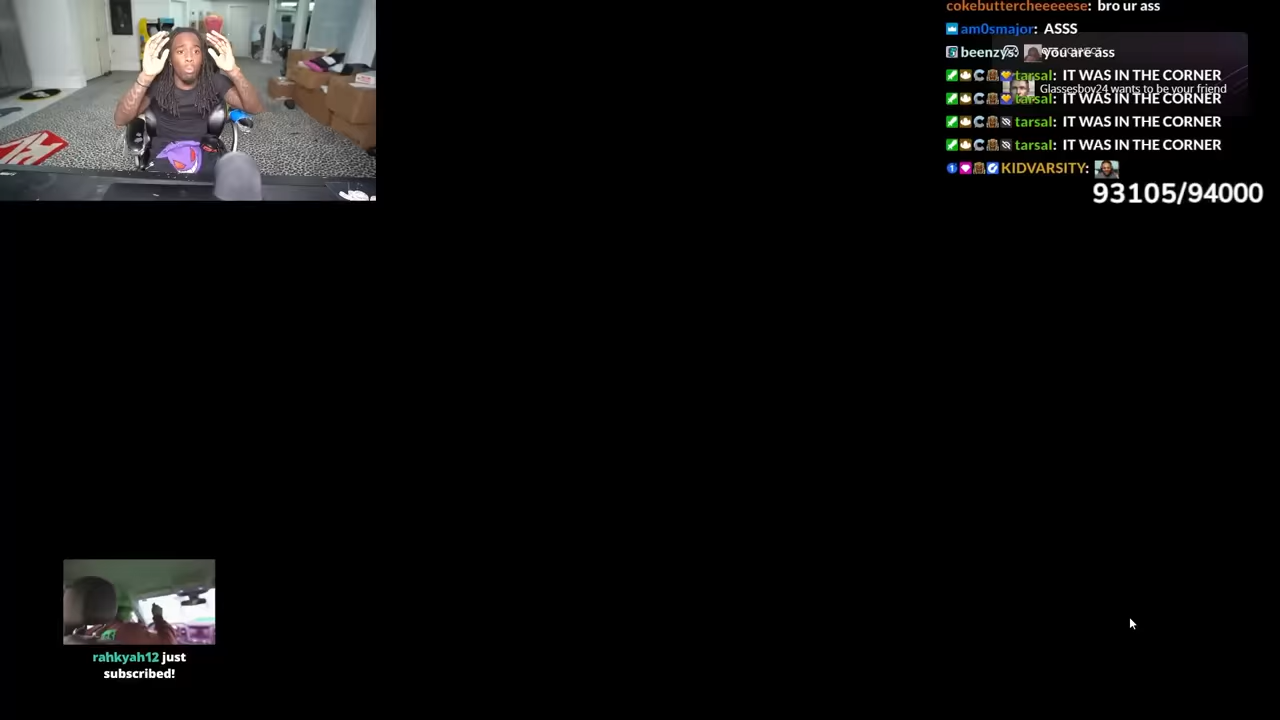 cokebuttercheeeeese: bro ur ass
am0smajor: ASSS
beenzys: you are ass
tarsal: IT WAS IN THE CORNER
Glassesboy24 wants to be your friend
tarsal: IT WAS IN THE CORNER
tarsal: IT WAS IN THE CORNER
tarsal: IT WAS IN THE CORNER
KIDVARSITY:
93105/94000
rahkyah12 just
subscribed!